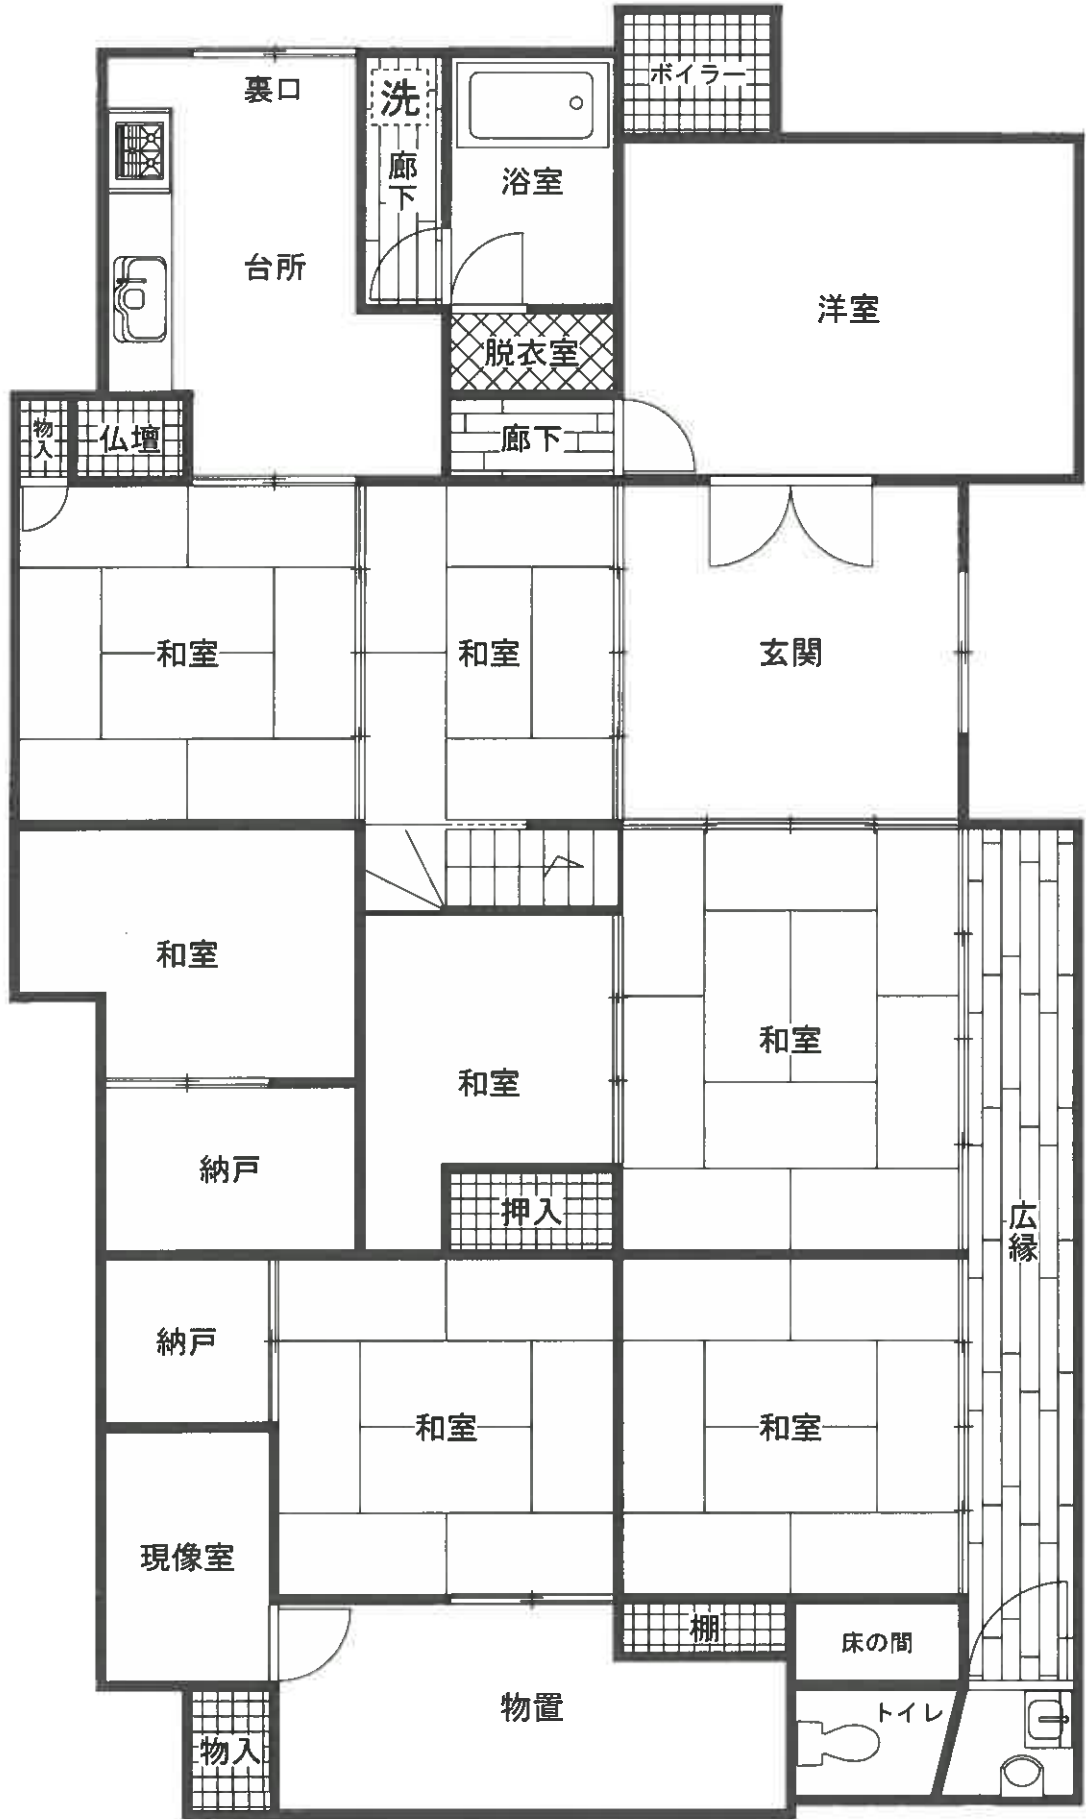 ボイラー
裏口
洗
廊下
浴室
台所
洋室
脱衣室
物入
仏壇
廊下
和室
和室
玄関
和室
和室
和室
納戸
押入
広縁
納戸
和室
和室
現像室
棚
床の間
物置
トイレ
物入